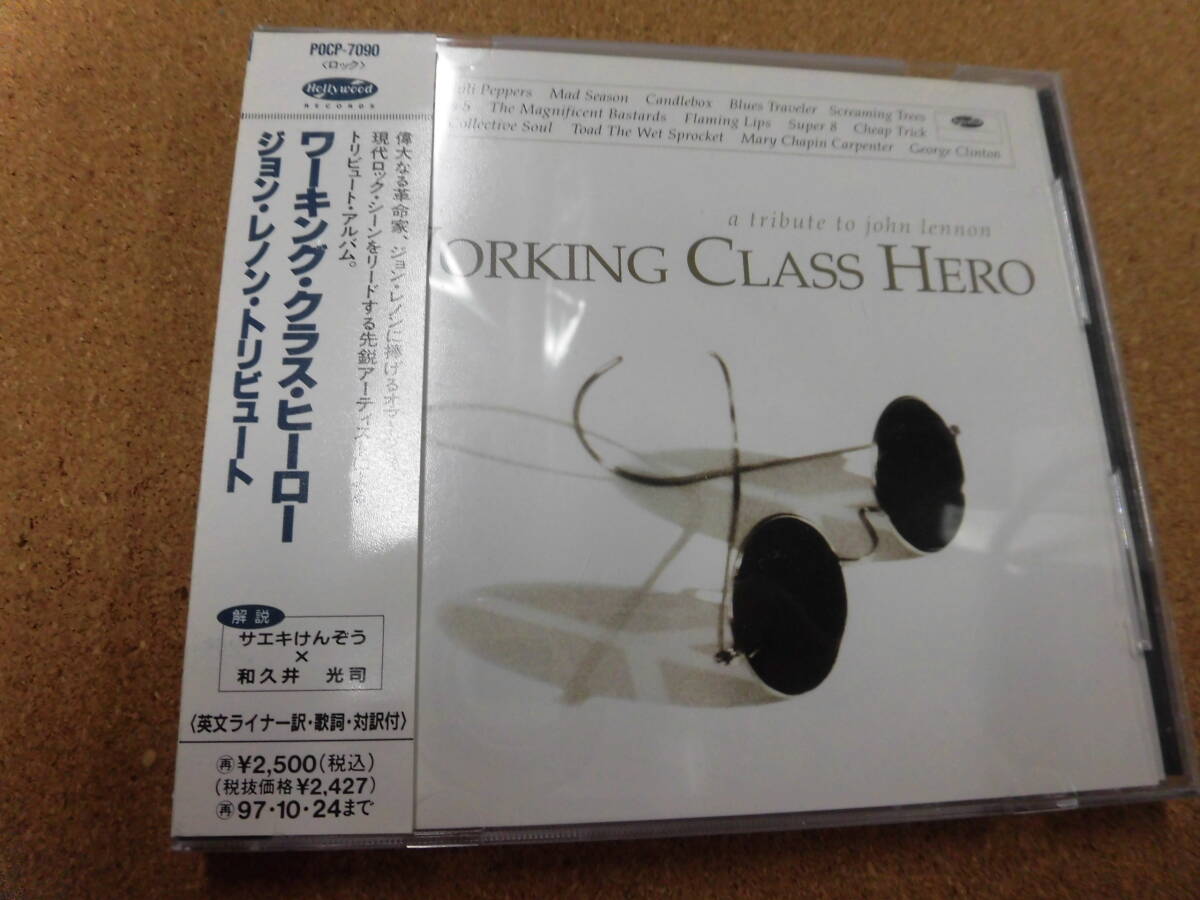 POCP-7090
〈ロック〉
Hollywood
RECORDS
ワーキング・クラス・ヒーロー
ジョン・レノン・トリビュート
偉大なる革命家、ジョン・レノンに捧げる
現代ロック・シーンをリードする先鋭アーティスト
トリビュート・アルバム。
解説
サエキけんぞう
×
和久井 光司
〈英文ライナー訳・歌詞・対訳付〉
再¥2,500(税込)
(税抜価格¥2,427)
再97・10・24まで
Peppers Mad Season Candlebox Blues Traveler Screaming Trees
5 The Magnificent Bastards Flaming Lips Super 8 Cheap Trick
Collective Soul Toad The Wet Sprocket Mary Chapin Carpenter George Clinton
a tribute to john lennon
WORKING CLASS HERO